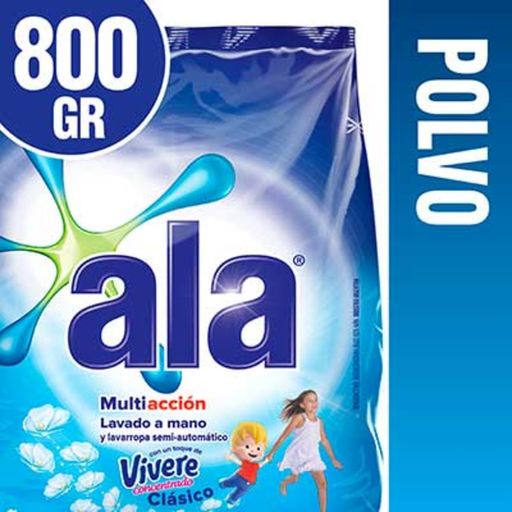 800
GR
POLVO
ala®
Multiacción
Lavado a mano
y lavarropa semi-automático
con un toque de
Vivere
concentrado
Clásico